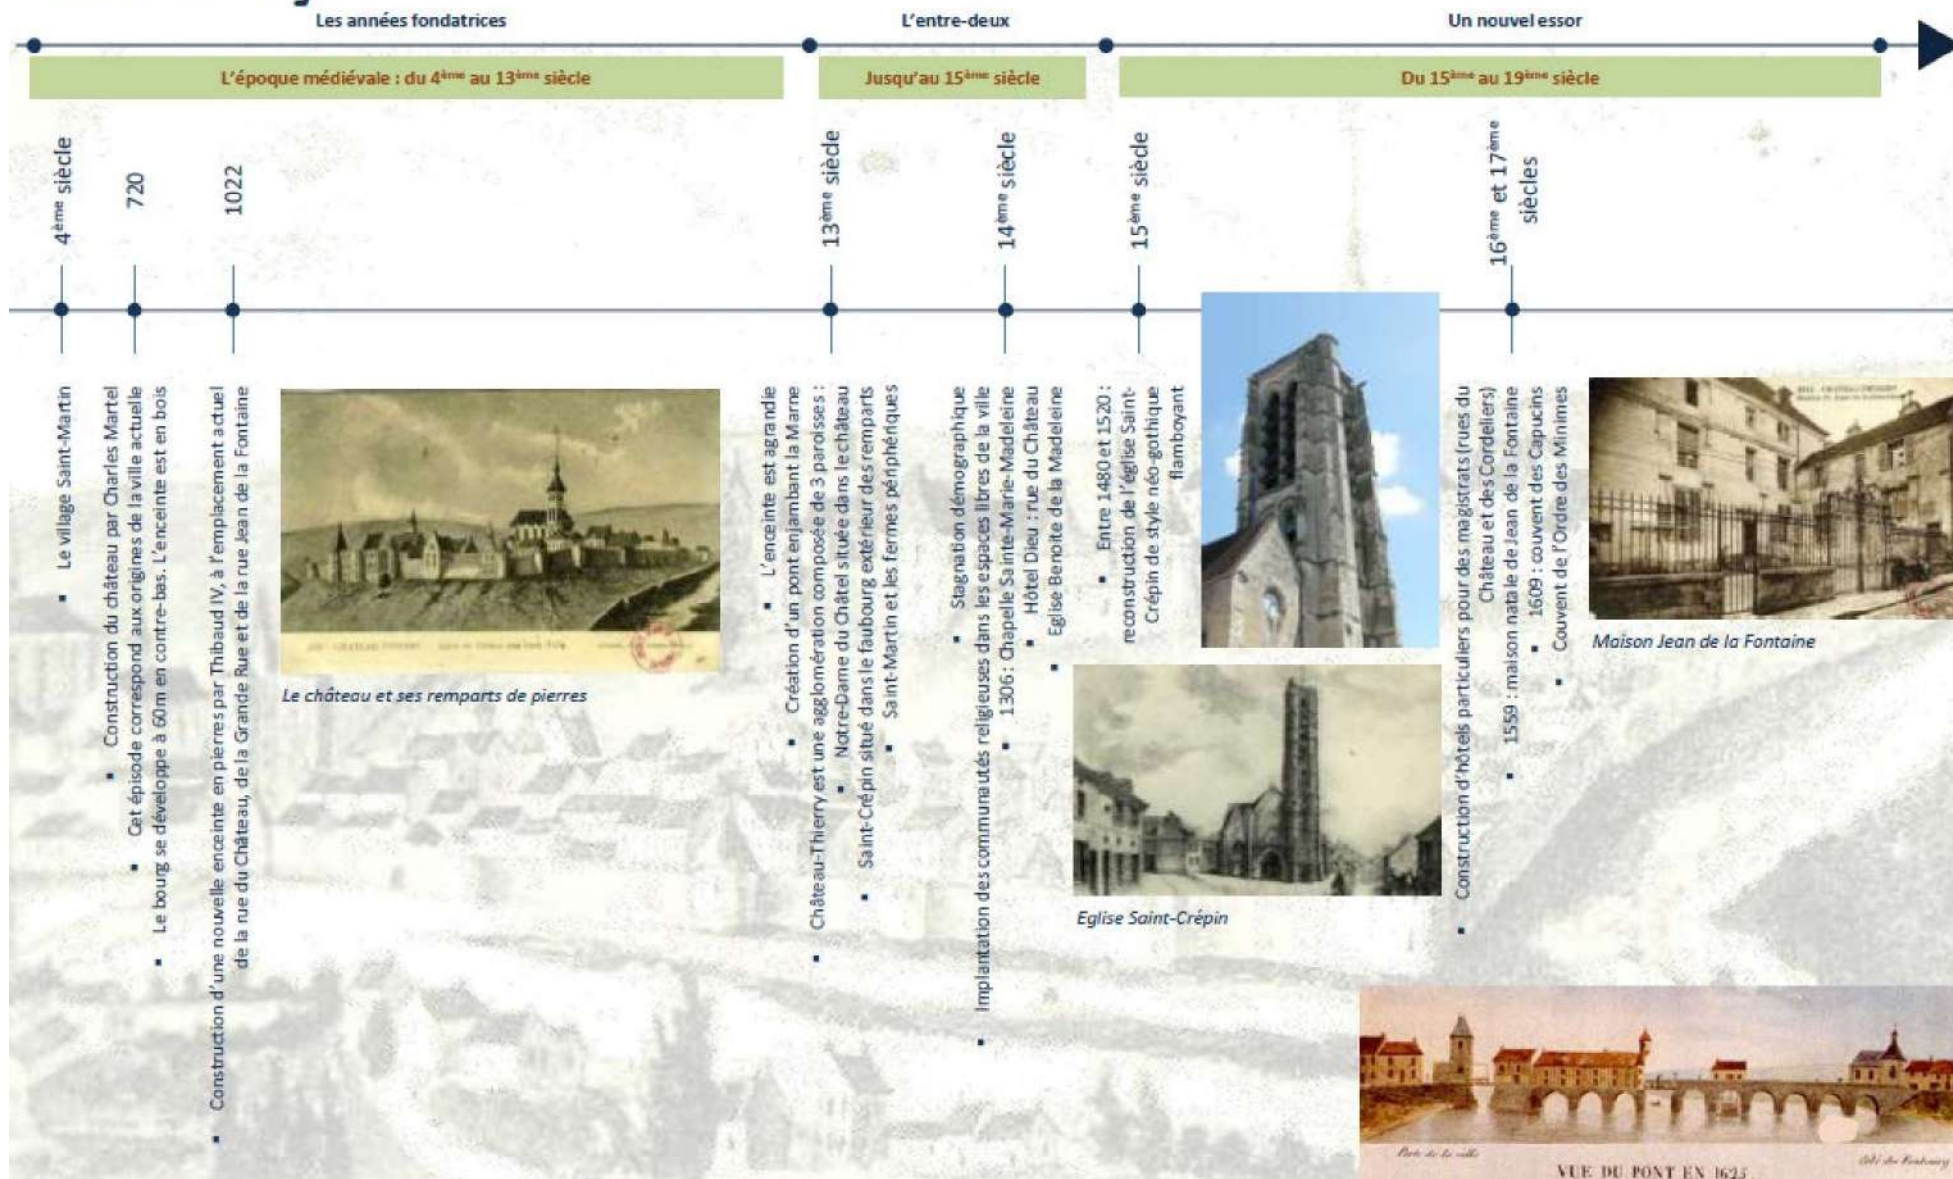 Les années fondatrices
L'entre-deux
Un nouvel essor
L'époque médiévale : du 4ème au 13ème siècle
Jusqu'au 15ème siècle
Du 15ème au 19ème siècle
4ème siècle
720
1022
13ème siècle
14ème siècle
15ème siècle
16ème et 17ème
siècles
▪ Le village Saint-Martin
▪ Construction du château par Charles Martel
▪ Cet épisode correspond aux origines de la ville actuelle
▪ Le bourg se développe à 60m en contre-bas. L'enceinte est en bois
▪ Construction d'une nouvelle enceinte en pierres par Thibaud IV, à l'emplacement actuel
de la rue du Château, de la Grande Rue et de la rue Jean de la Fontaine
Le château et ses remparts de pierres
▪ L'enceinte est agrandie
▪ Création d'un pont enjambant la Marne
▪ Château-Thierry est une agglomération composée de 3 paroisses :
▪ Notre-Dame du Châtel située dans le château
▪ Saint-Crépin situé dans le faubourg extérieur des remparts
▪ Saint-Martin et les fermes périphériques
▪ Stagnation démographique
▪ Implantation des communautés religieuses dans les espaces libres de la ville
▪ 1306 : Chapelle Sainte-Marie-Madeleine
▪ Hôtel Dieu : rue du Château
▪ Eglise Benoite de la Madeleine
▪ Entre 1480 et 1520 :
reconstruction de l'église Saint-
Crépin de style néo-gothique
flamboyant
Eglise Saint-Crépin
▪ Construction d'hôtels particuliers pour des magistrats (rues du
Château et des Cordeliers)
▪ 1559 : maison natale de Jean de la Fontaine
▪ 1609 : couvent des Capucins
▪ Couvent de l'Ordre des Minimes
Maison Jean de la Fontaine
VUE DU PONT EN 1625